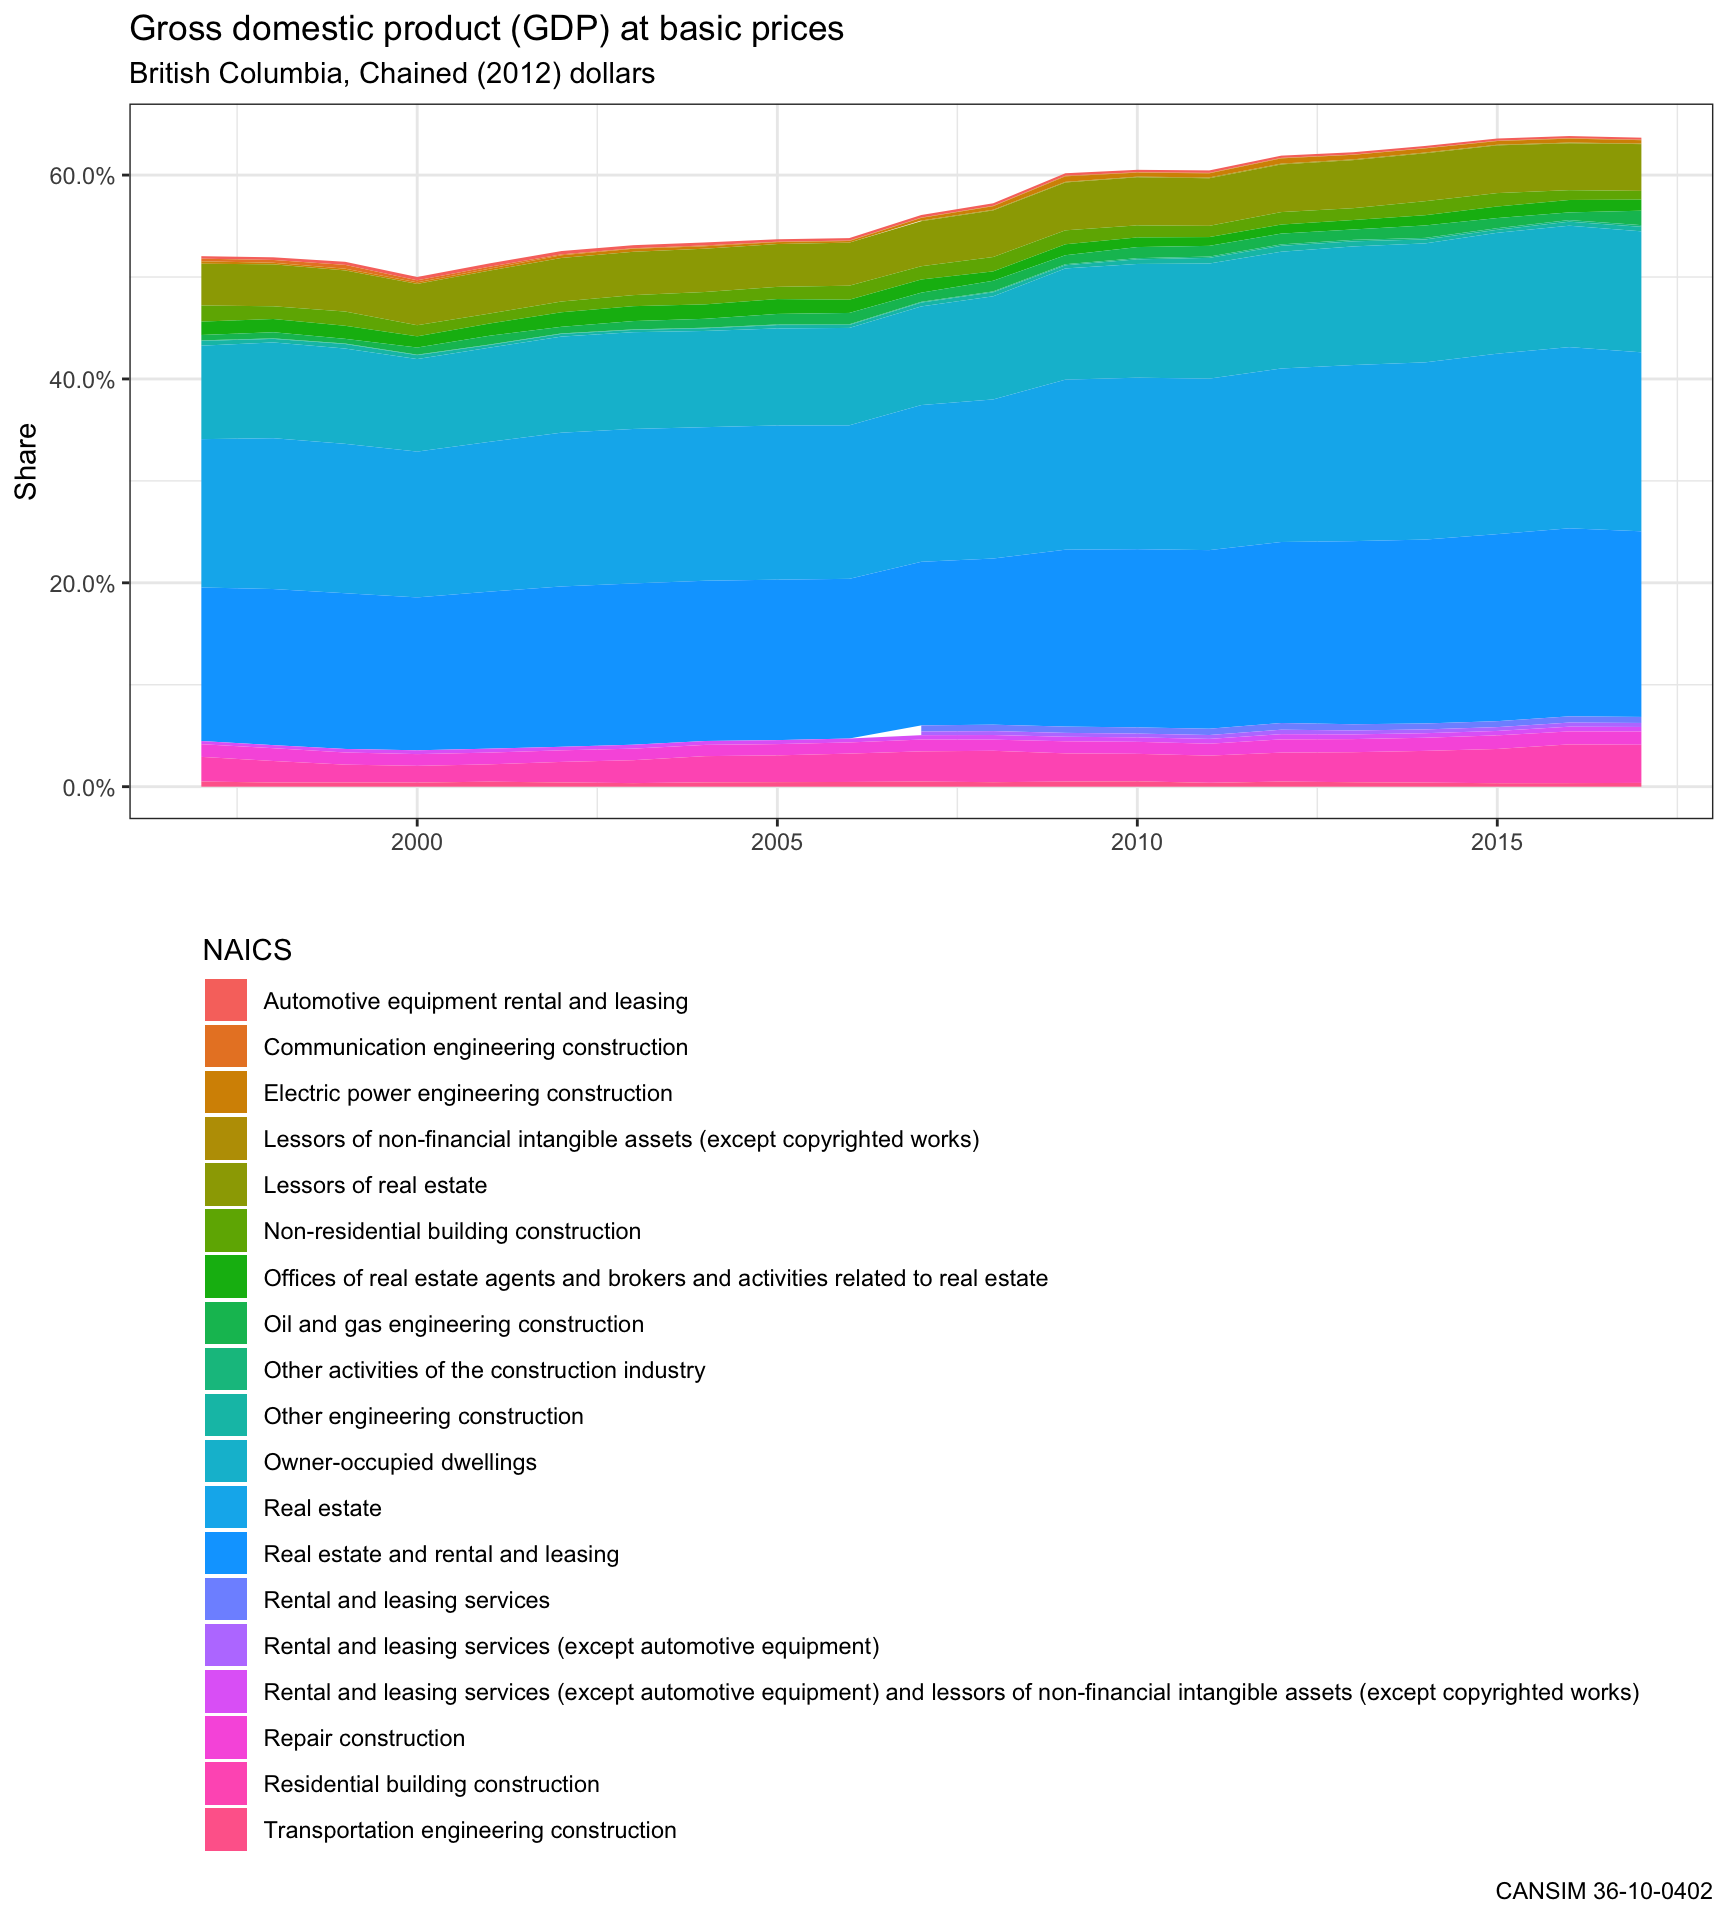 Gross domestic product (GDP) at basic prices
British Columbia, Chained (2012) dollars
60.0%
40.0%
20.0%
0.0%
Share
2000 2005 2010 2015
NAICS
Automotive equipment rental and leasing
Communication engineering construction
Electric power engineering construction
Lessors of non-financial intangible assets (except copyrighted works)
Lessors of real estate
Non-residential building construction
Offices of real estate agents and brokers and activities related to real estate
Oil and gas engineering construction
Other activities of the construction industry
Other engineering construction
Owner-occupied dwellings
Real estate
Real estate and rental and leasing
Rental and leasing services
Rental and leasing services (except automotive equipment)
Rental and leasing services (except automotive equipment) and lessors of non-financial intangible assets (except copyrighted works)
Repair construction
Residential building construction
Transportation engineering construction
CANSIM 36-10-0402